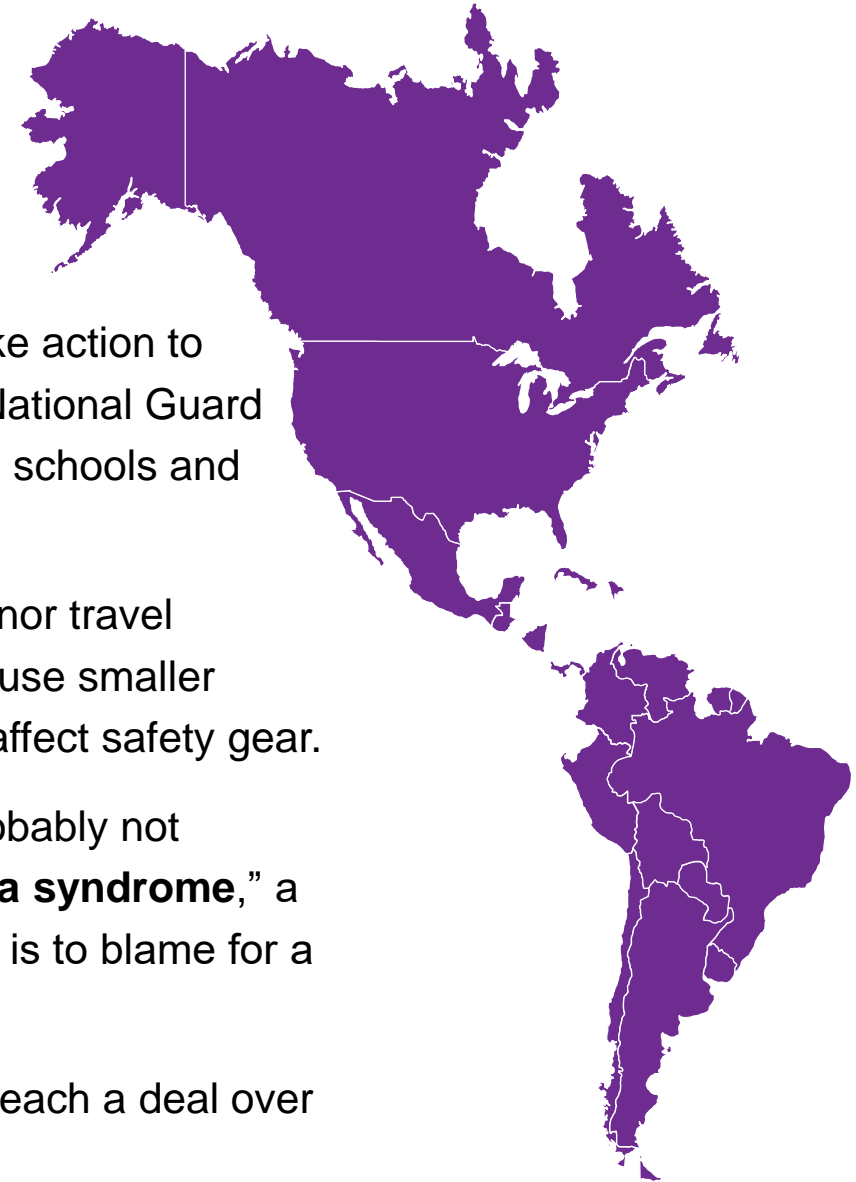 ke action to
National Guard
schools and
nor travel
use smaller
affect safety gear.
obably not
a syndrome,” a
is to blame for a
each a deal over